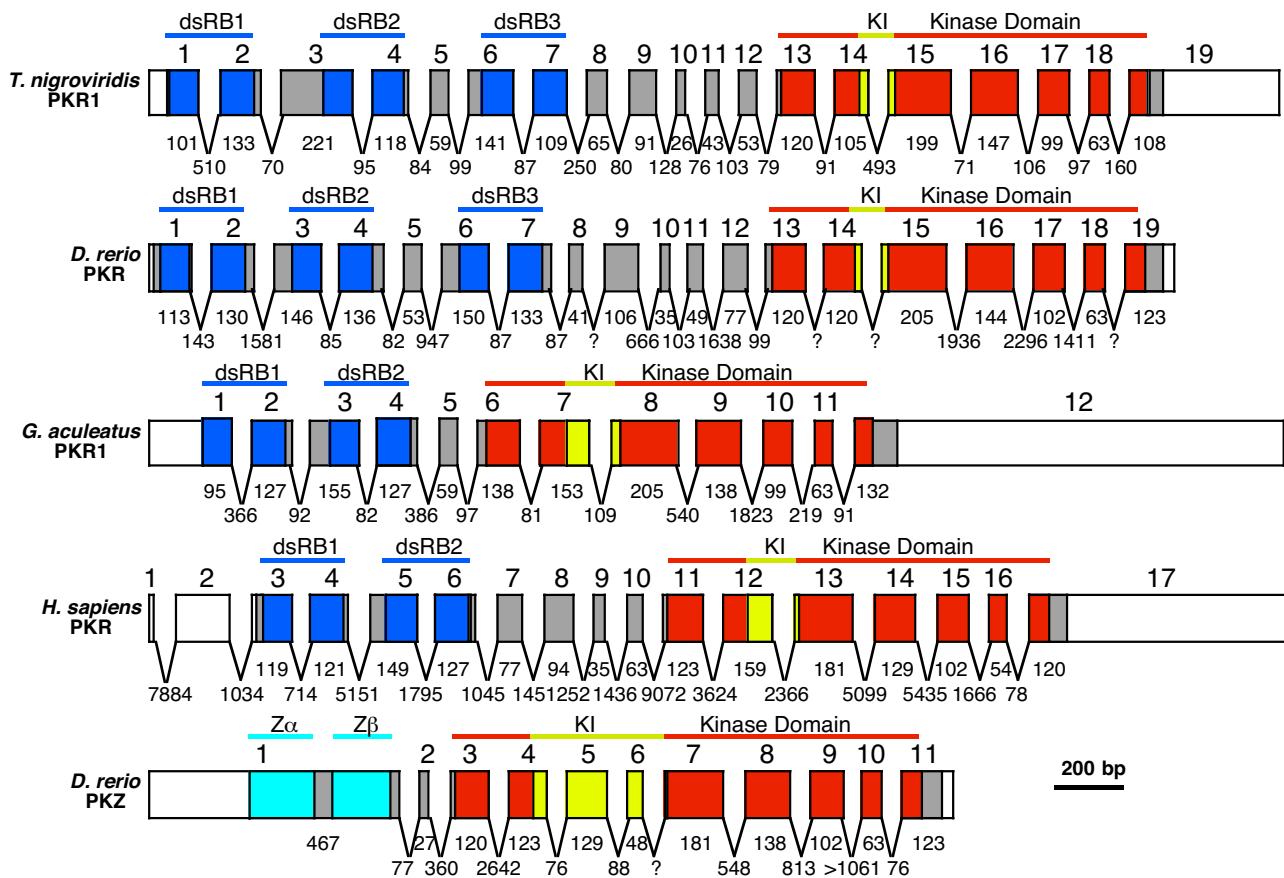 dsRB1 dsRB2 dsRB3 KI Kinase Domain
1 2 3 4 5 6 7 8 9 10 11 12 13 14 15 16 17 18 19
T. nigroviridis
PKR1
101 133 221 118 59 141 109 65 91 26 43 53 120 105 199 147 99 63 108
510 70 95 84 99 87 250 80 128 76 103 79 91 493 71 106 97 160
dsRB1 dsRB2 dsRB3 KI Kinase Domain
1 2 3 4 5 6 7 8 9 10 11 12 13 14 15 16 17 18 19
D. rerio
PKR
113 130 146 136 53 150 133 41 106 35 49 77 120 120 205 144 102 63 123
143 1581 85 82 947 87 87 ? 666 103 1638 99 ? ? 1936 2296 1411 ?
dsRB1 dsRB2 KI Kinase Domain
1 2 3 4 5 6 7 8 9 10 11 12
G. aculeatus
PKR1
95 127 155 127 59 138 153 205 138 99 63 132
366 92 82 386 97 81 109 540 1823 219 91
dsRB1 dsRB2 KI Kinase Domain
1 2 3 4 5 6 7 8 9 10 11 12 13 14 15 16 17
H. sapiens
PKR
119 121 149 127 77 94 35 63 123 159 181 129 102 54 120
7884 1034 714 5151 1795 1045 1451 1252 1436 9072 3624 2366 5099 5435 1666 78
Zα Zβ KI Kinase Domain
1 2 3 4 5 6 7 8 9 10 11
D. rerio
PKZ
200 bp
467 27 120 123 129 48 181 138 102 63 123
77 360 2642 76 88 ? 548 813 >1061 76